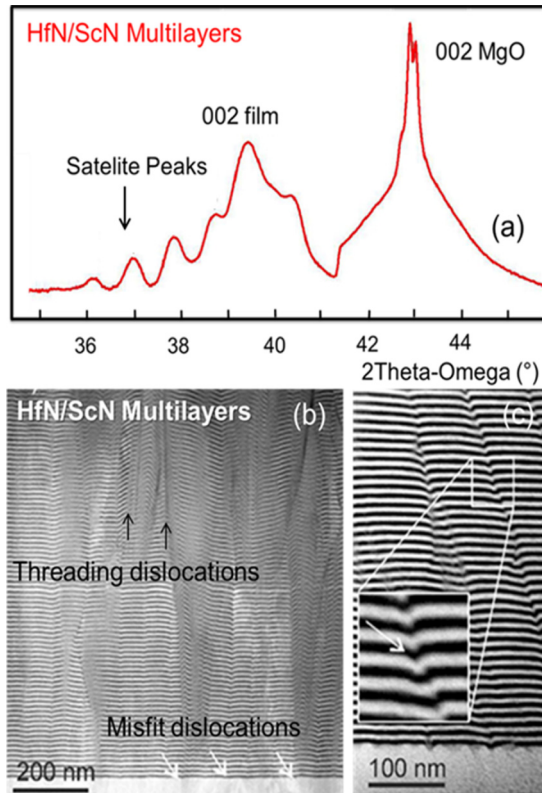 HfN/ScN Multilayers
002 MgO
002 film
Satelite Peaks
(a)
36 38 40 42 44
2Theta-Omega (°)
HfN/ScN Multilayers (b) (c)
Threading dislocations
Misfit dislocations
200 nm
100 nm